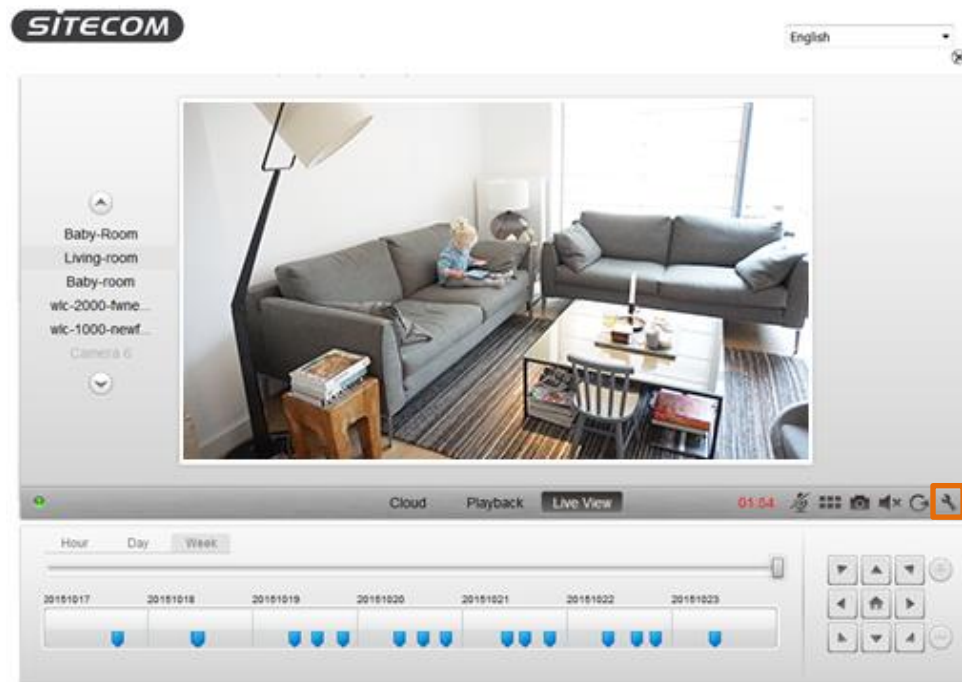 SITECOM
English
Baby-Room
Living-room
Baby-room
wlc-2000-fwne...
wlc-1000-newf...
Camera 6
Cloud Playback Live View 01:54
Hour Day Week
20151017 20151018 20151019 20151020 20151021 20151022 20151023